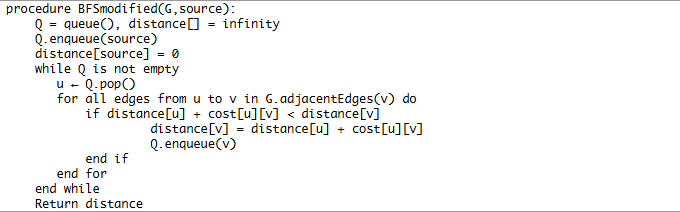 procedure BFSmodified(G,source):
Q = queue(), distance[] = infinity
Q.enqueue(source)
distance[source] = 0
while Q is not empty
u ← Q.pop()
for all edges from u to v in G.adjacentEdges(v) do
if distance[u] + cost[u][v] < distance[v]
distance[v] = distance[u] + cost[u][v]
Q.enqueue(v)
end if
end for
end while
Return distance